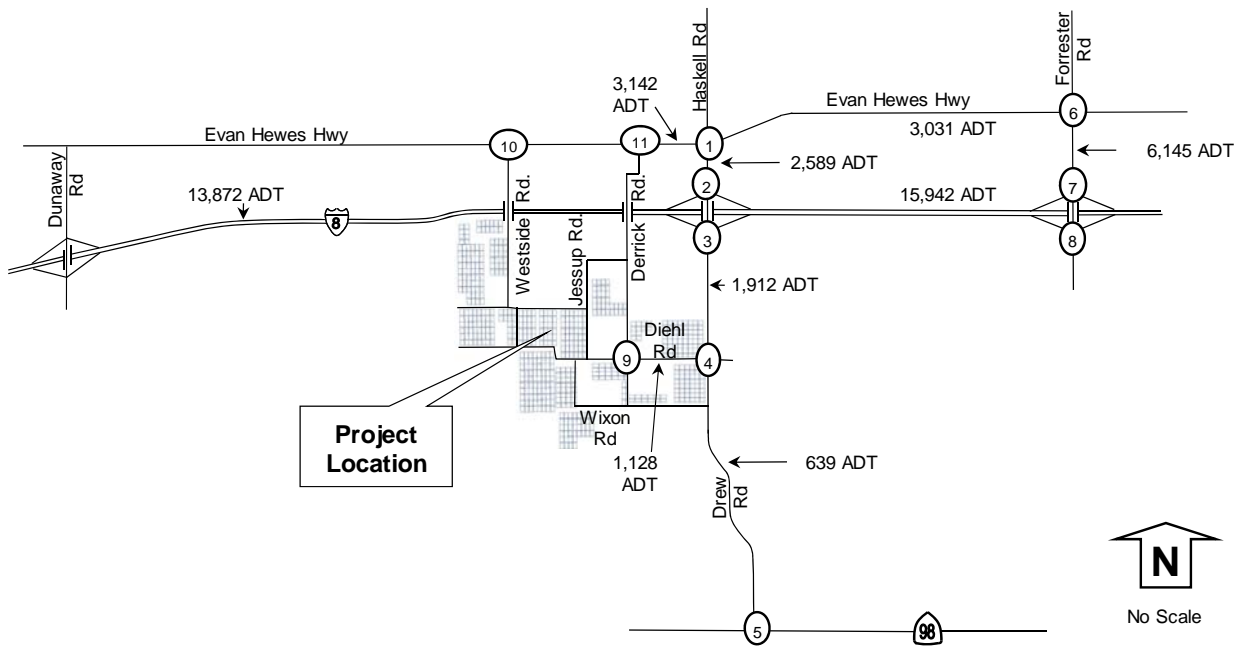 Haskell Rd
Forrester
Rd
3,142
ADT
Evan Hewes Hwy
6
3,031 ADT
Evan Hewes Hwy
10
11
1
2,589 ADT
6,145 ADT
Dunaway
Rd
13,872 ADT
8
Westside Rd.
Jessup Rd.
Derrick Rd.
2
15,942 ADT
7
3
8
1,912 ADT
Diehl
Rd
9
4
Project
Location
Wixon
Rd
1,128
ADT
639 ADT
Drew
Rd
N
No Scale
5
98